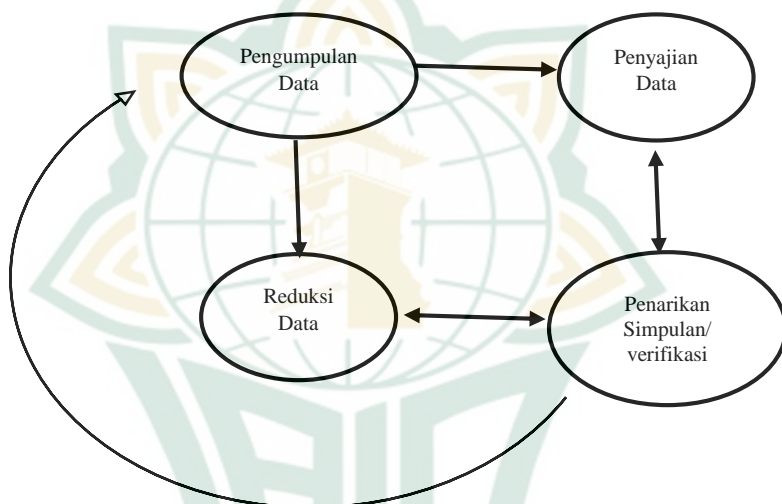 Pengumpulan
Data
Penyajian
Data
Reduksi
Data
Penarikan
Simpulan/
verifikasi